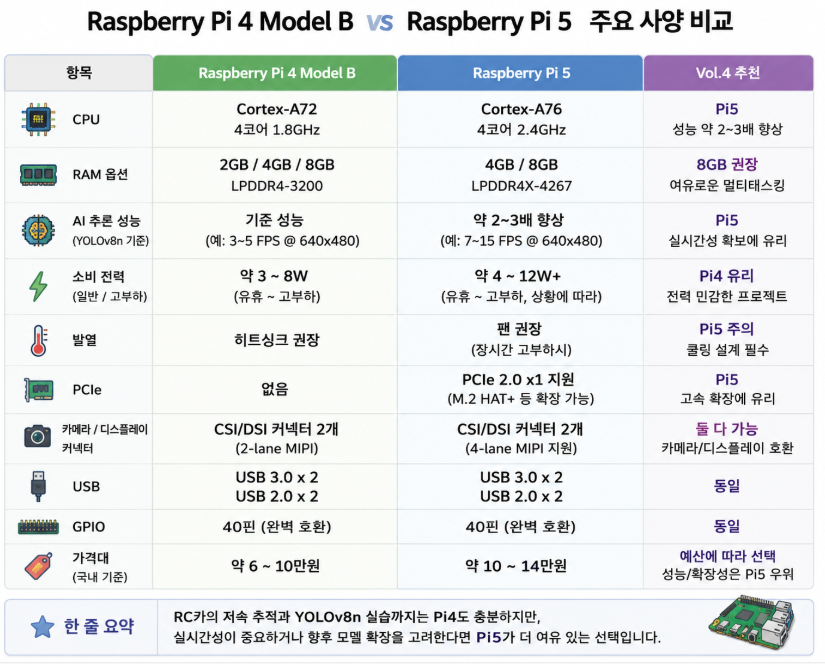 Raspberry Pi 4 Model B vs Raspberry Pi 5 주요 사양 비교
항목 Raspberry Pi 4 Model B Raspberry Pi 5 Vol.4 추천
CPU
Cortex-A72
4코어 1.8GHz
Cortex-A76
4코어 2.4GHz
Pi5
성능 약 2~3배 향상
RAM 옵션
2GB / 4GB / 8GB
LPDDR4-3200
4GB / 8GB
LPDDR4X-4267
8GB 권장
여유로운 멀티태스킹
AI 추론 성능
(YOLOv8n 기준)
기준 성능
(예: 3~5 FPS @ 640x480)
약 2~3배 향상
(예: 7~15 FPS @ 640x480)
Pi5
실시간성 확보에 유리
소비 전력
(일반 / 고부하)
약 3 ~ 8W
(유휴 ~ 고부하)
약 4 ~ 12W+
(유휴 ~ 고부하, 상황에 따라)
Pi4 유리
전력 민감한 프로젝트
발열
히트싱크 권장
팬 권장
(장시간 고부하시)
Pi5 주의
쿨링 설계 필수
PCIe
없음
PCIe 2.0 x1 지원
(M.2 HAT+ 등 확장 가능)
Pi5
고속 확장에 유리
카메라 / 디스플레이
커넥터
CSI/DSI 커넥터 2개
(2-lane MIPI)
CSI/DSI 커넥터 2개
(4-lane MIPI 지원)
둘 다 가능
카메라/디스플레이 호환
USB
USB 3.0 x 2
USB 2.0 x 2
USB 3.0 x 2
USB 2.0 x 2
동일
GPIO
40핀 (완벽 호환)
40핀 (완벽 호환)
동일
가격대
(국내 기준)
약 6 ~ 10만원
약 10 ~ 14만원
예산에 따라 선택
성능/확장성은 Pi5 우위
한 줄 요약
RC카의 저속 추적과 YOLOv8n 실습까지는 Pi4도 충분하지만,
실시간성이 중요하거나 향후 모델 확장을 고려한다면 Pi5가 더 여유 있는 선택입니다.